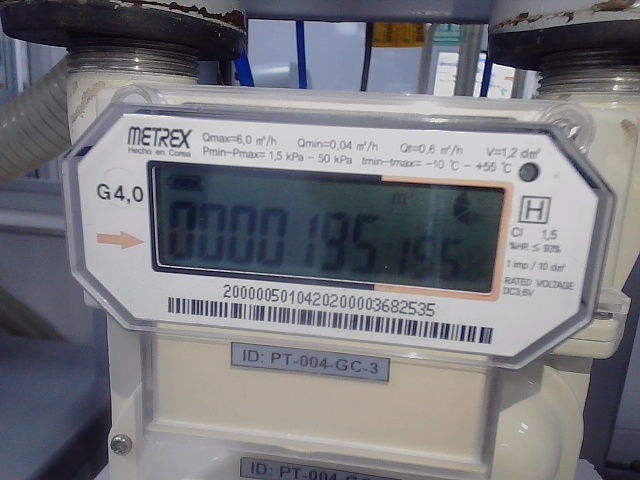 METREX
Hecho en Corea
Qmax=6,0 m³/h Qmin=0,04 m³/h Qt=0,6 m³/h V=1,2 dm³
Pmin-Pmax= 1,5 kPa - 50 kPa tmin-tmax= -10 °C - +55 °C
G4,0
m³
0000195
H
Cl 1,5
%HR ≤ 93%
1 imp / 10 dm³
RATED VOLTAGE
DC3,6V
2000005010420200003682535
ID: PT-004-GC-3
ID: PT-004-GC